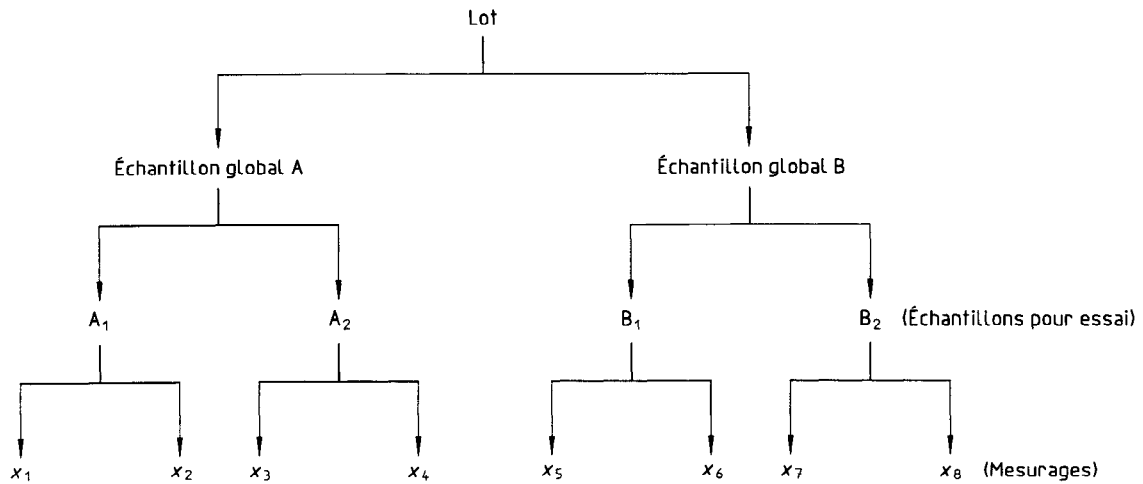 Lot
Échantillon global A Échantillon global B
A₁ A₂ B₁ B₂ (Échantillons pour essai)
x₁ x₂ x₃ x₄ x₅ x₆ x₇ x₈ (Mesurages)